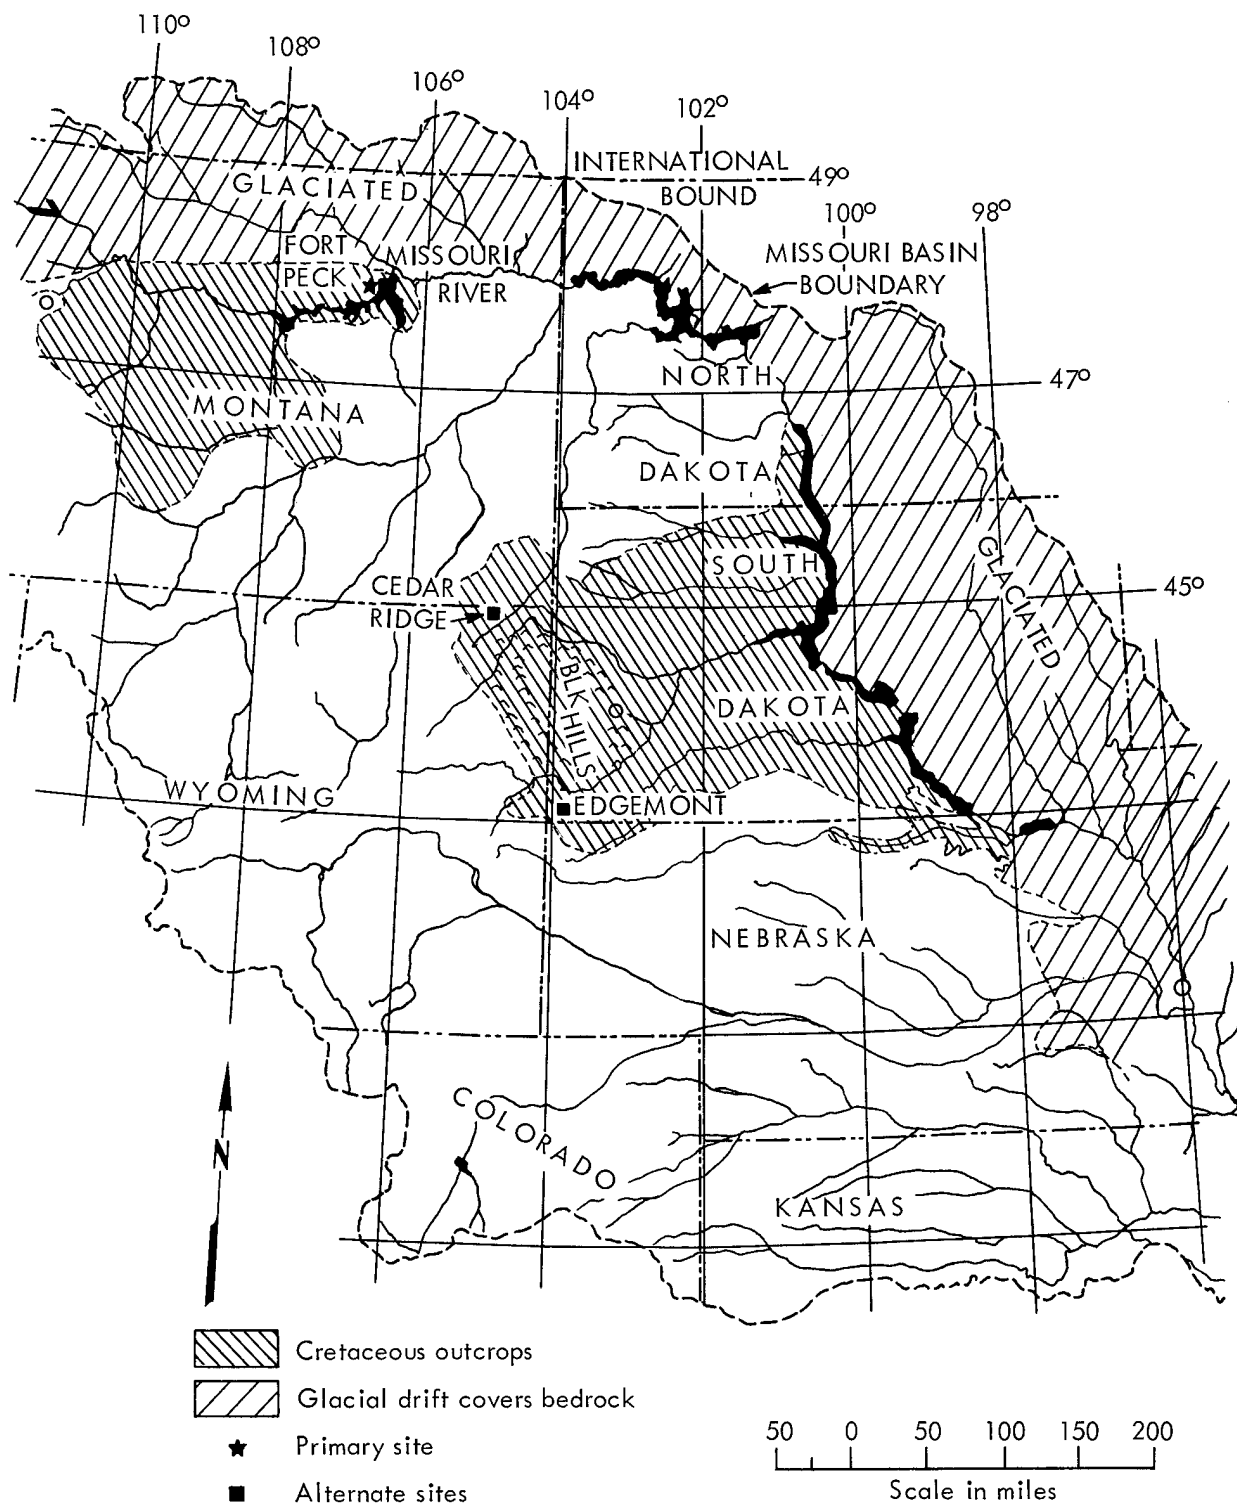 110°
108°
106°
104°
102°
INTERNATIONAL
BOUND
49°
GLACIATED
100°
98°
FORT
PECK
MISSOURI
RIVER
MISSOURI BASIN
BOUNDARY
NORTH
47°
MONTANA
DAKOTA
SOUTH
GLACIATED
45°
CEDAR
RIDGE
BLK HILLS
DAKOTA
WYOMING
EDGEMONT
NEBRASKA
COLORADO
N
KANSAS
Cretaceous outcrops
Glacial drift covers bedrock
Primary site
Alternate sites
50 0 50 100 150 200
Scale in miles